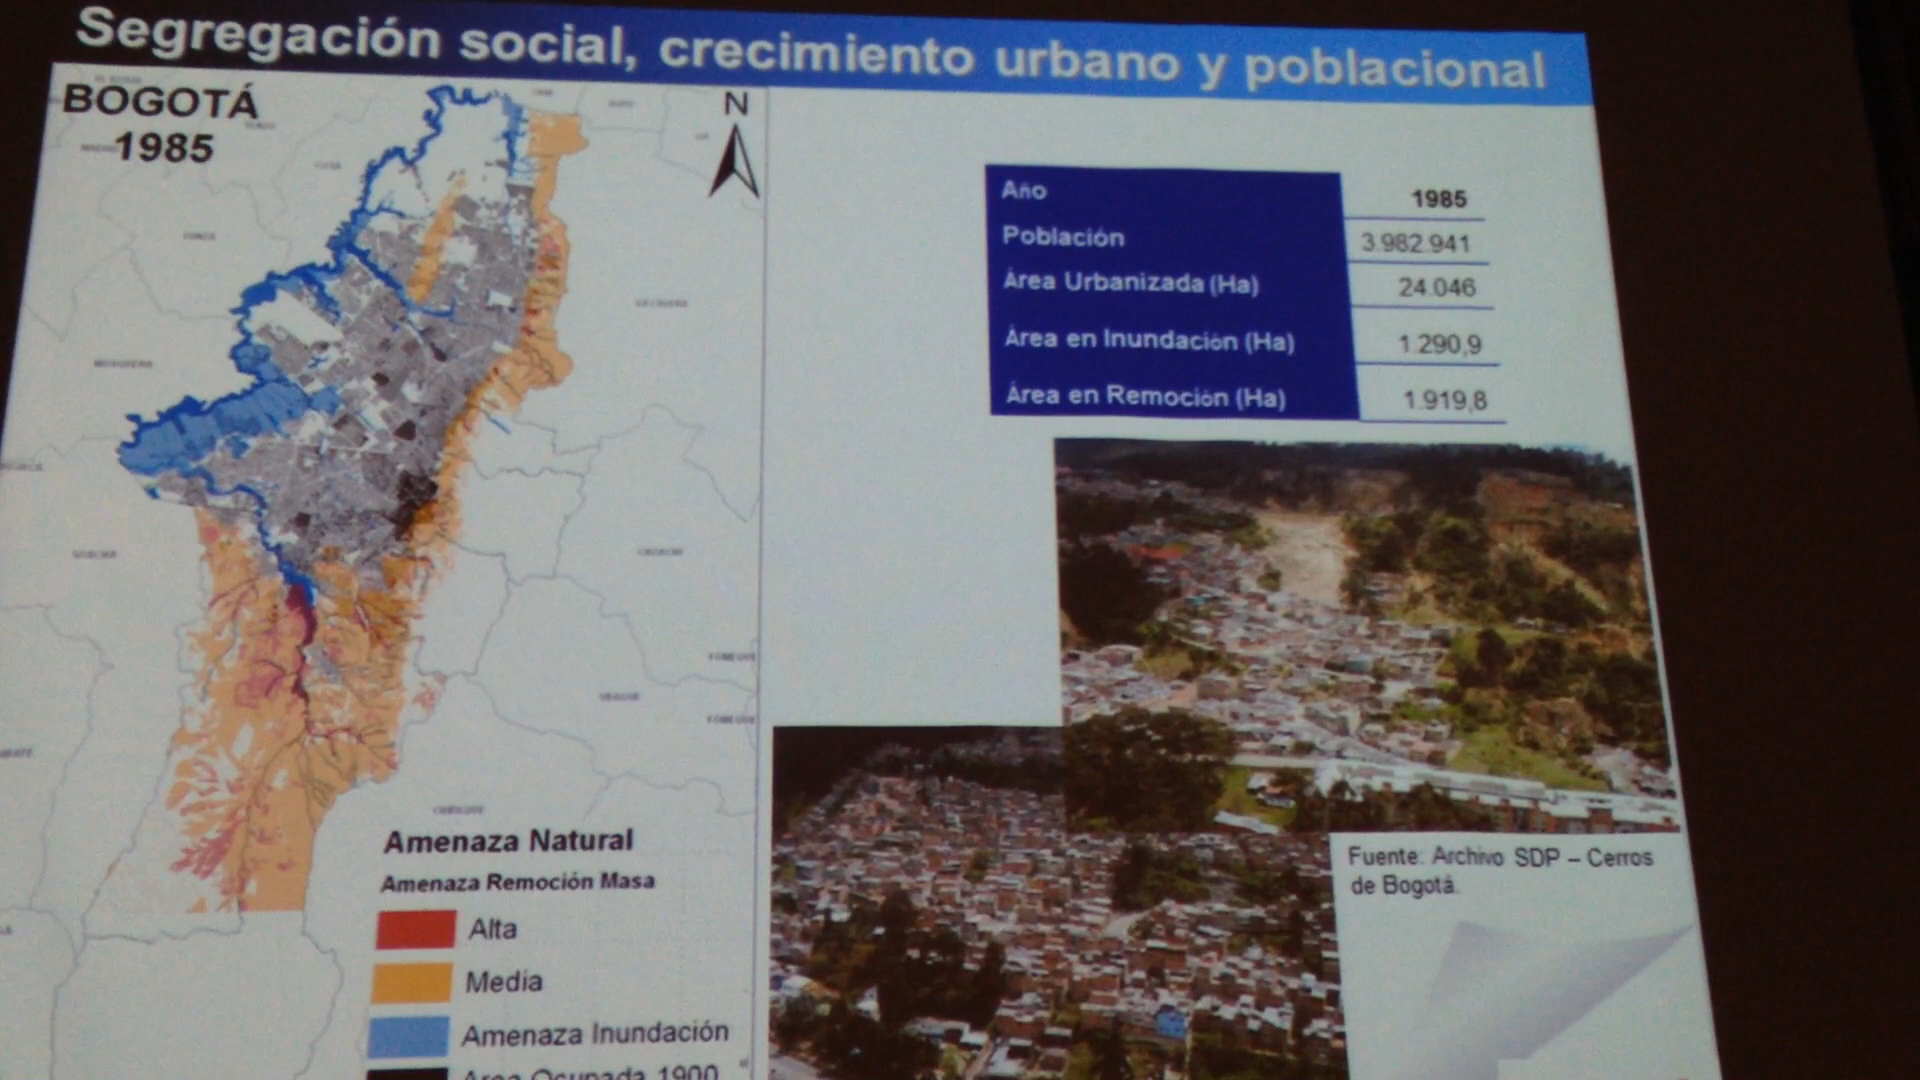 Segregación social, crecimiento urbano y poblacional
BOGOTÁ
1985
N
Año 1985
Población 3.982.941
Área Urbanizada (Ha) 24.046
Área en Inundación (Ha) 1.290,9
Área en Remoción (Ha) 1.919,8
Amenaza Natural
Amenaza Remoción Masa
Alta
Media
Amenaza Inundación
Area Ocupada 1900
Fuente: Archivo SDP – Cerros
de Bogotá.